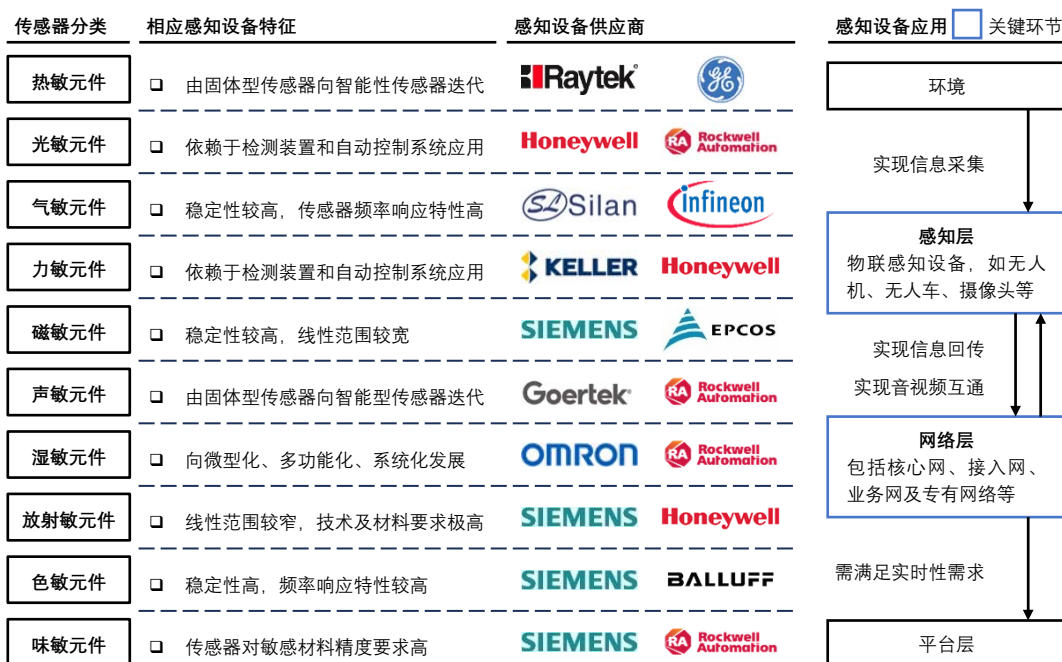 传感器分类 相应感知设备特征 感知设备供应商 感知设备应用 关键环节
热敏元件 由固体型传感器向智能性传感器迭代 Raytek GE
光敏元件 依赖于检测装置和自动控制系统应用 Honeywell RA Rockwell Automation
气敏元件 稳定性较高，传感器频率响应特性高 SL Silan infineon
力敏元件 依赖于检测装置和自动控制系统应用 KELLER Honeywell
磁敏元件 稳定性较高，线性范围较宽 SIEMENS EPCOS
声敏元件 由固体型传感器向智能型传感器迭代 Goertek RA Rockwell Automation
湿敏元件 向微型化、多功能化、系统化发展 OMRON RA Rockwell Automation
放射敏元件 线性范围较窄，技术及材料要求极高 SIEMENS Honeywell
色敏元件 稳定性高，频率响应特性较高 SIEMENS BALLUFF
味敏元件 传感器对敏感材料精度要求高 SIEMENS RA Rockwell Automation
环境
实现信息采集
感知层
物联感知设备，如无人
机、无人车、摄像头等
实现信息回传
实现音视频互通
网络层
包括核心网、接入网、
业务网及专有网络等
需满足实时性需求
平台层